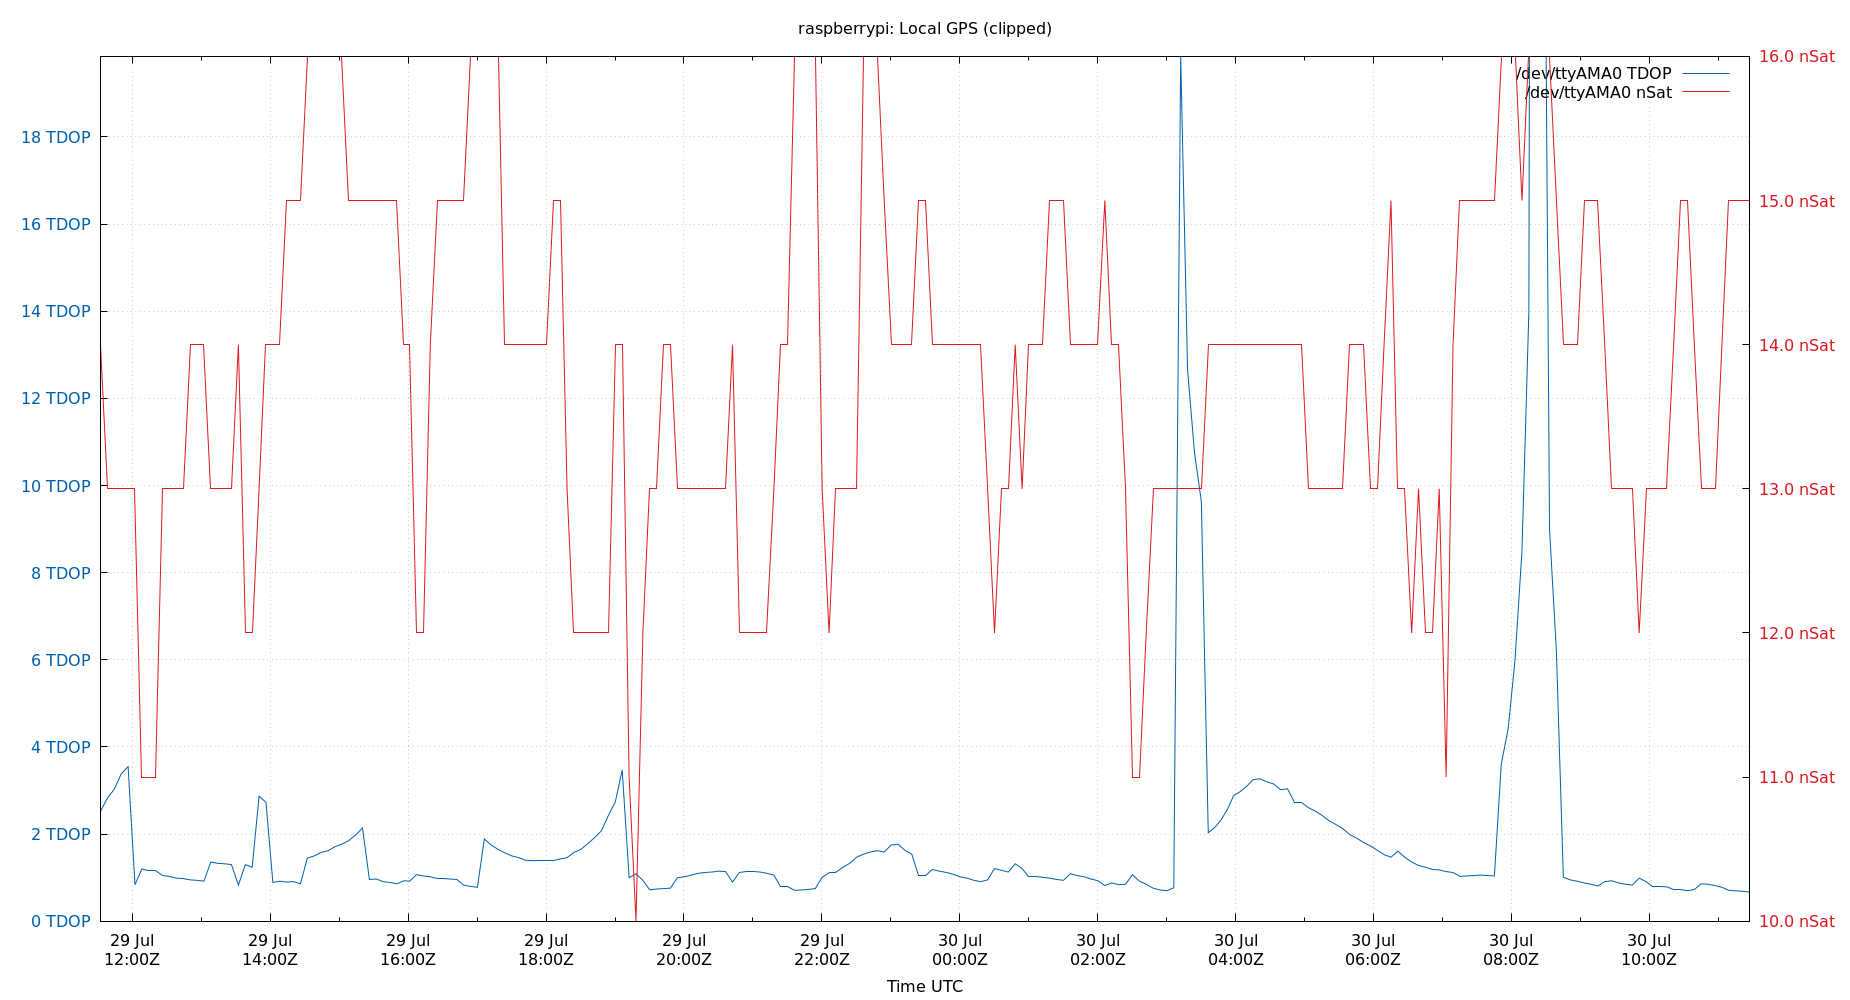 raspberrypi: Local GPS (clipped)
/dev/ttyAMA0 TDOP
/dev/ttyAMA0 nSat
18 TDOP
16 TDOP
14 TDOP
12 TDOP
10 TDOP
8 TDOP
6 TDOP
4 TDOP
2 TDOP
0 TDOP
16.0 nSat
15.0 nSat
14.0 nSat
13.0 nSat
12.0 nSat
11.0 nSat
10.0 nSat
29 Jul
12:00Z
29 Jul
14:00Z
29 Jul
16:00Z
29 Jul
18:00Z
29 Jul
20:00Z
29 Jul
22:00Z
30 Jul
00:00Z
30 Jul
02:00Z
30 Jul
04:00Z
30 Jul
06:00Z
30 Jul
08:00Z
30 Jul
10:00Z
Time UTC